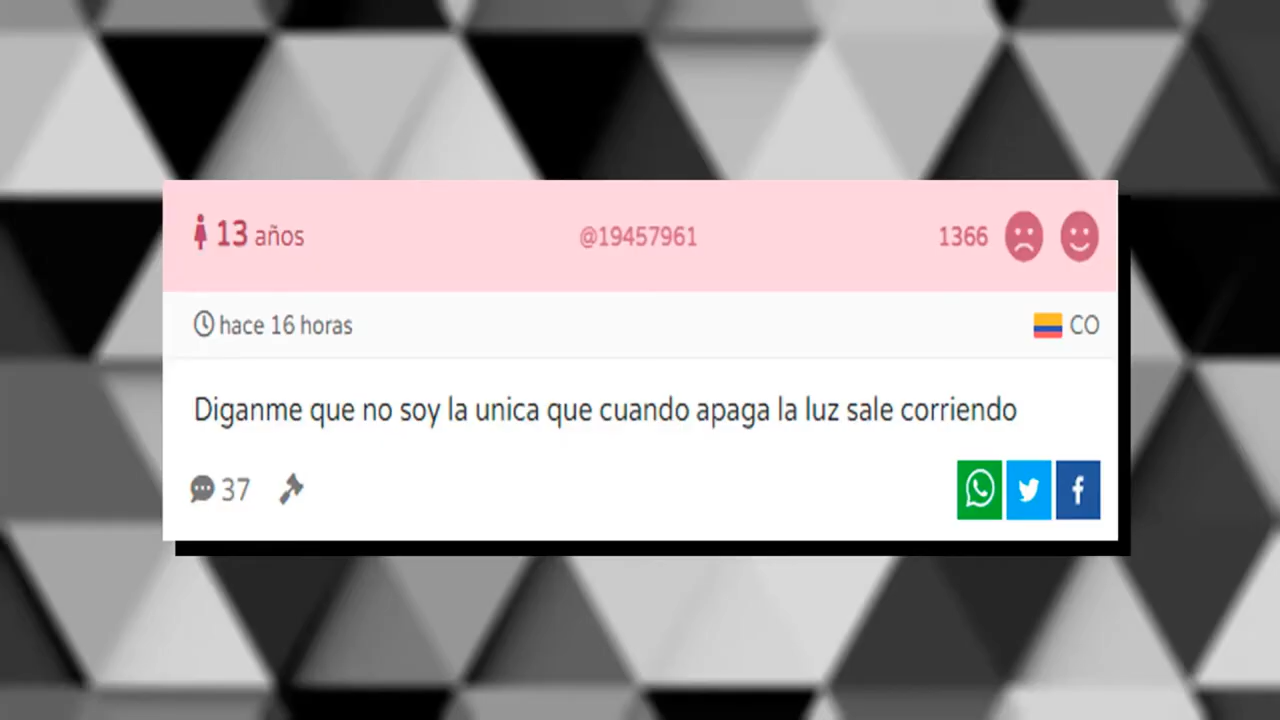 13 años @19457961 1366
hace 16 horas CO
Diganme que no soy la unica que cuando apaga la luz sale corriendo
37